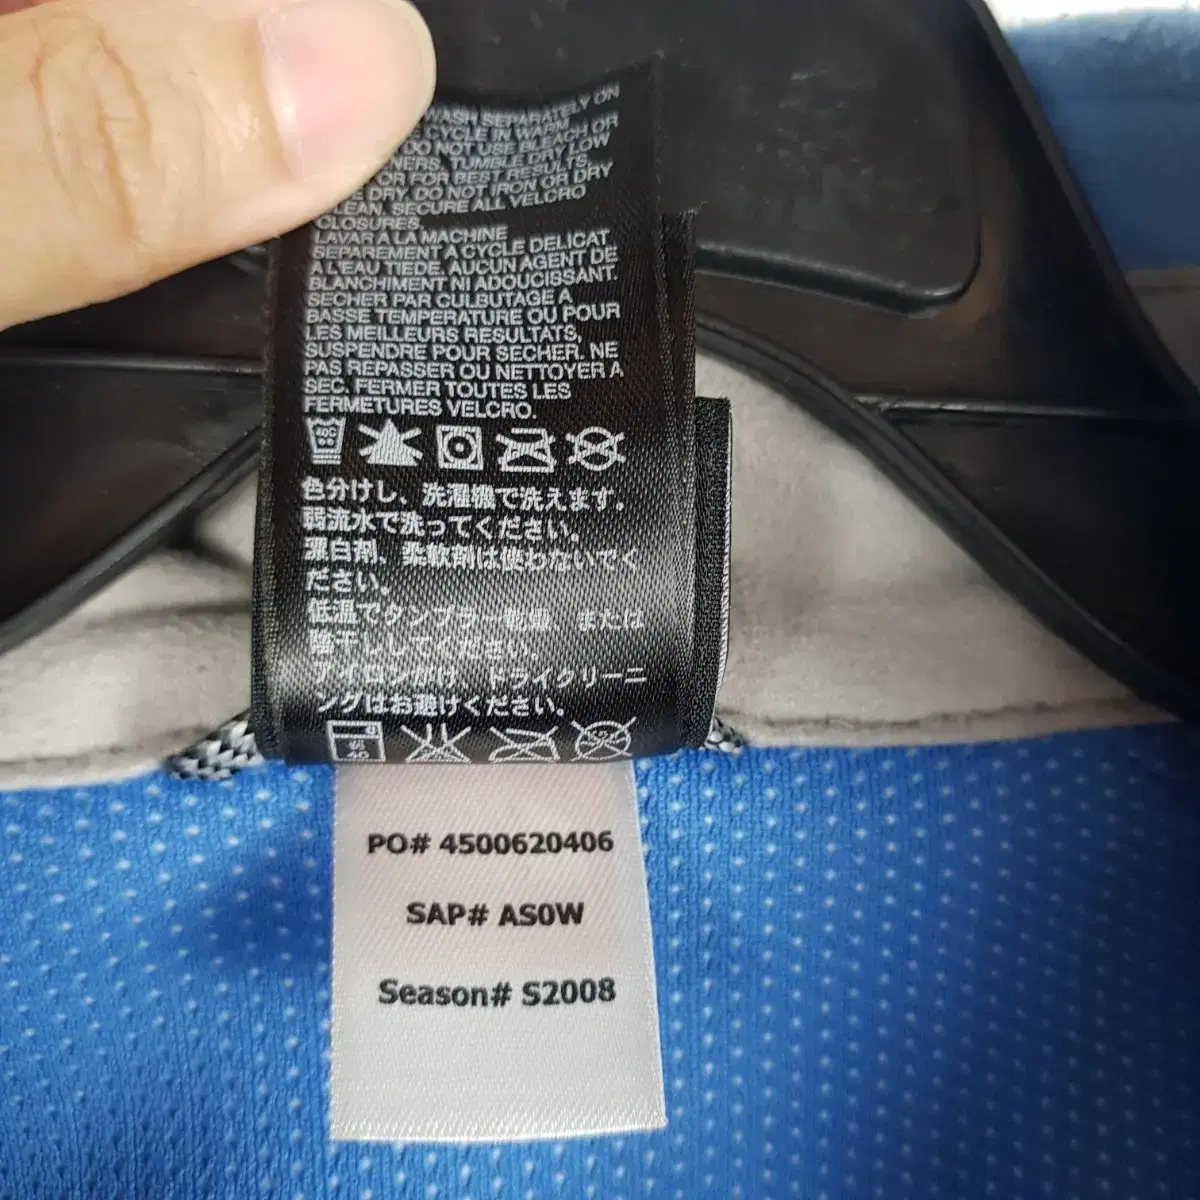 WASH SEPARATELY ON
CYCLE IN WARM
DO NOT USE BLEACH OR
TUMBLE DRY LOW
OR FOR BEST RESULTS,
DRY. DO NOT IRON OR DRY
CLEAN. SECURE ALL VELCRO
CLOSURES.
LAVAR A LA MACHINE
SEPAREMENT A CYCLE DELICAT
A L'EAU TIEDE, AUCUN AGENT DE
BLANCHIMENT NI ADOUCISSANT.
SECHER PAR CULBUTAGE A
BASSE TEMPERATURE OU POUR
LES MEILLEURS RESULTATS,
SUSPENDRE POUR SECHER. NE
PAS REPASSER OU NETTOYER A
SEC. FERMER TOUTES LES
FERMETURES VELCRO.
40C
色分けし、洗濯機で洗えます。
弱流水で洗ってください。
漂白剤、柔軟剤は使わないでく
ださい。
低温でタンブラー乾燥 または
陰干ししてください。
アイロンがけ ドライクリーニ
ングはお避けください。
PO# 4500620406
SAP# AS0W
Season# S2008